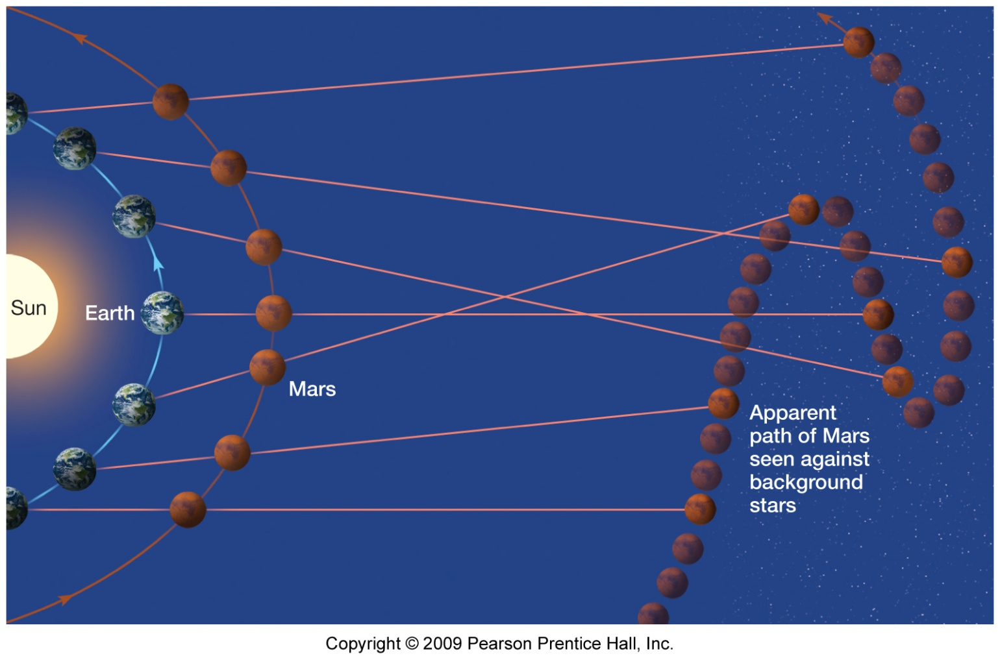 Sun
Earth
Mars
Apparent
path of Mars
seen against
background
stars
Copyright © 2009 Pearson Prentice Hall, Inc.